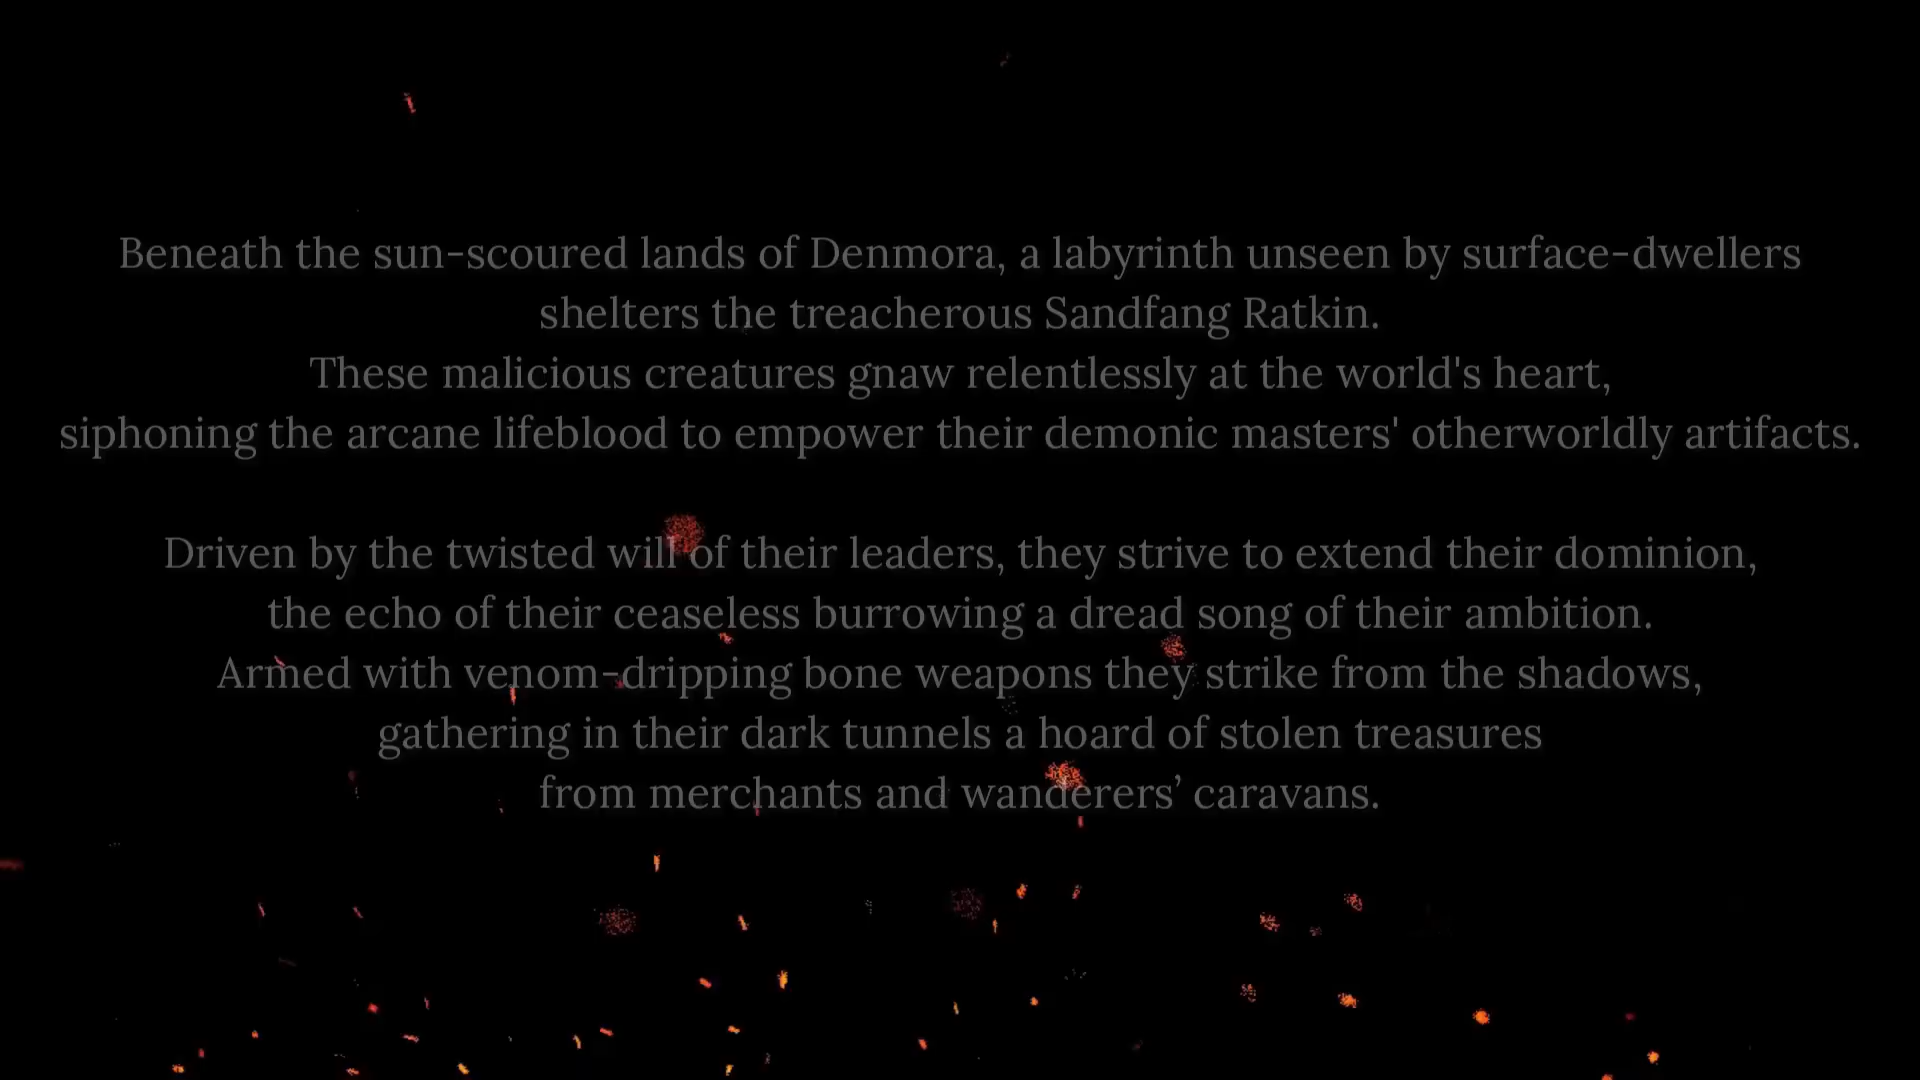 Beneath the sun-scoured lands of Denmora, a labyrinth unseen by surface-dwellers
shelters the treacherous Sandfang Ratkin.
These malicious creatures gnaw relentlessly at the world's heart,
siphoning the arcane lifeblood to empower their demonic masters' otherworldly artifacts.
Driven by the twisted will of their leaders, they strive to extend their dominion,
the echo of their ceaseless burrowing a dread song of their ambition.
Armed with venom-dripping bone weapons they strike from the shadows,
gathering in their dark tunnels a hoard of stolen treasures
from merchants and wanderers’ caravans.